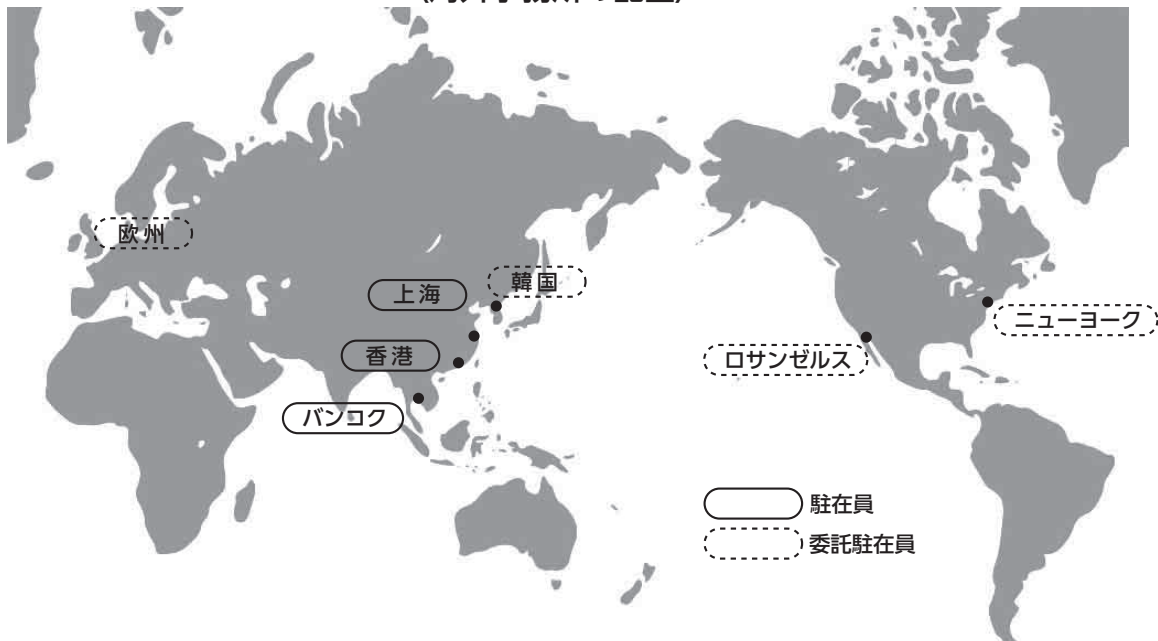 欧州
韓国
上海
ニューヨーク
香港
ロサンゼルス
バンコク
駐在員
委託駐在員